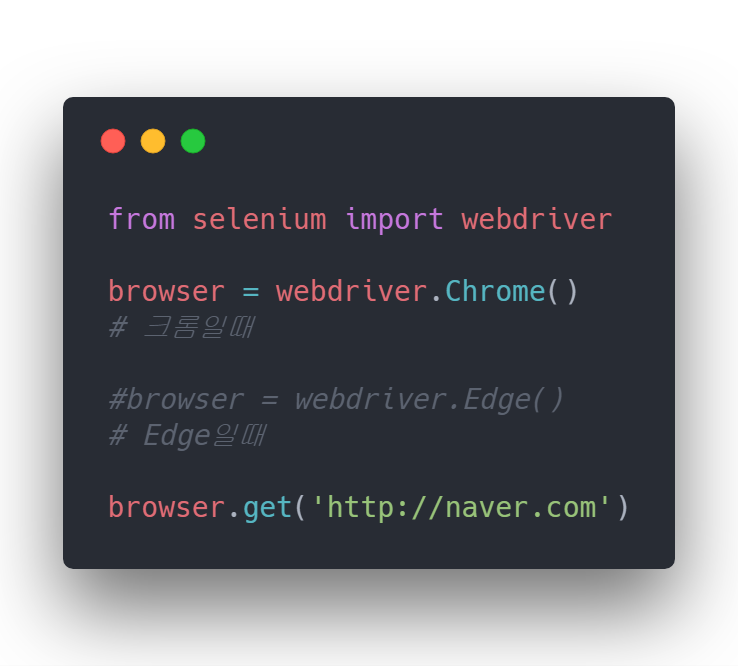 from selenium import webdriver
browser = webdriver.Chrome()
# 크롬일때
#browser = webdriver.Edge()
# Edge일때
browser.get('http://naver.com')